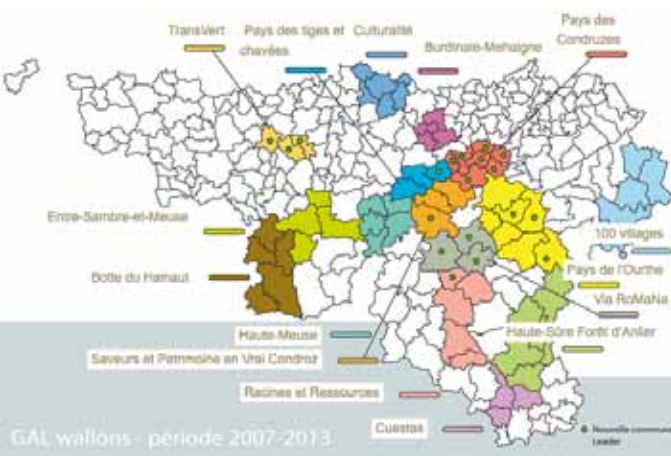 TransVert
Pays des tiges et
chavées
Culturalité
Burdinale-Mehaigne
Pays des
Condruzes
Entre-Sambre-et-Meuse
100 villages
Botte du Hainaut
Pays de l'Ourthe
Via RoMaNa
Haute-Meuse
Haute-Sûre Forêt d'Anlier
Saveurs et Patrimoine en Vrai Condroz
Racines et Ressources
Cuestas
GAL wallons - période 2007-2013
Nouvelle commune
Leader